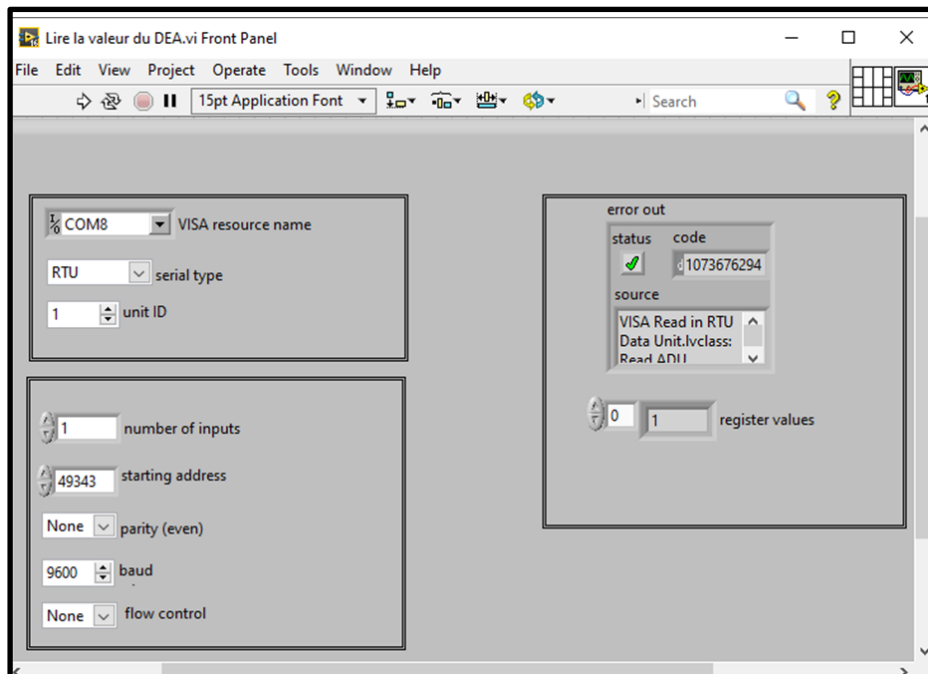 Lire la valeur du DEA.vi Front Panel
File Edit View Project Operate Tools Window Help
15pt Application Font
Search
COM8 VISA resource name
RTU serial type
1 unit ID
1 number of inputs
49343 starting address
None parity (even)
9600 baud
None flow control
error out
status code
d 1073676294
source
VISA Read in RTU
Data Unit.lvclass:
Read ADU
0 1 register values